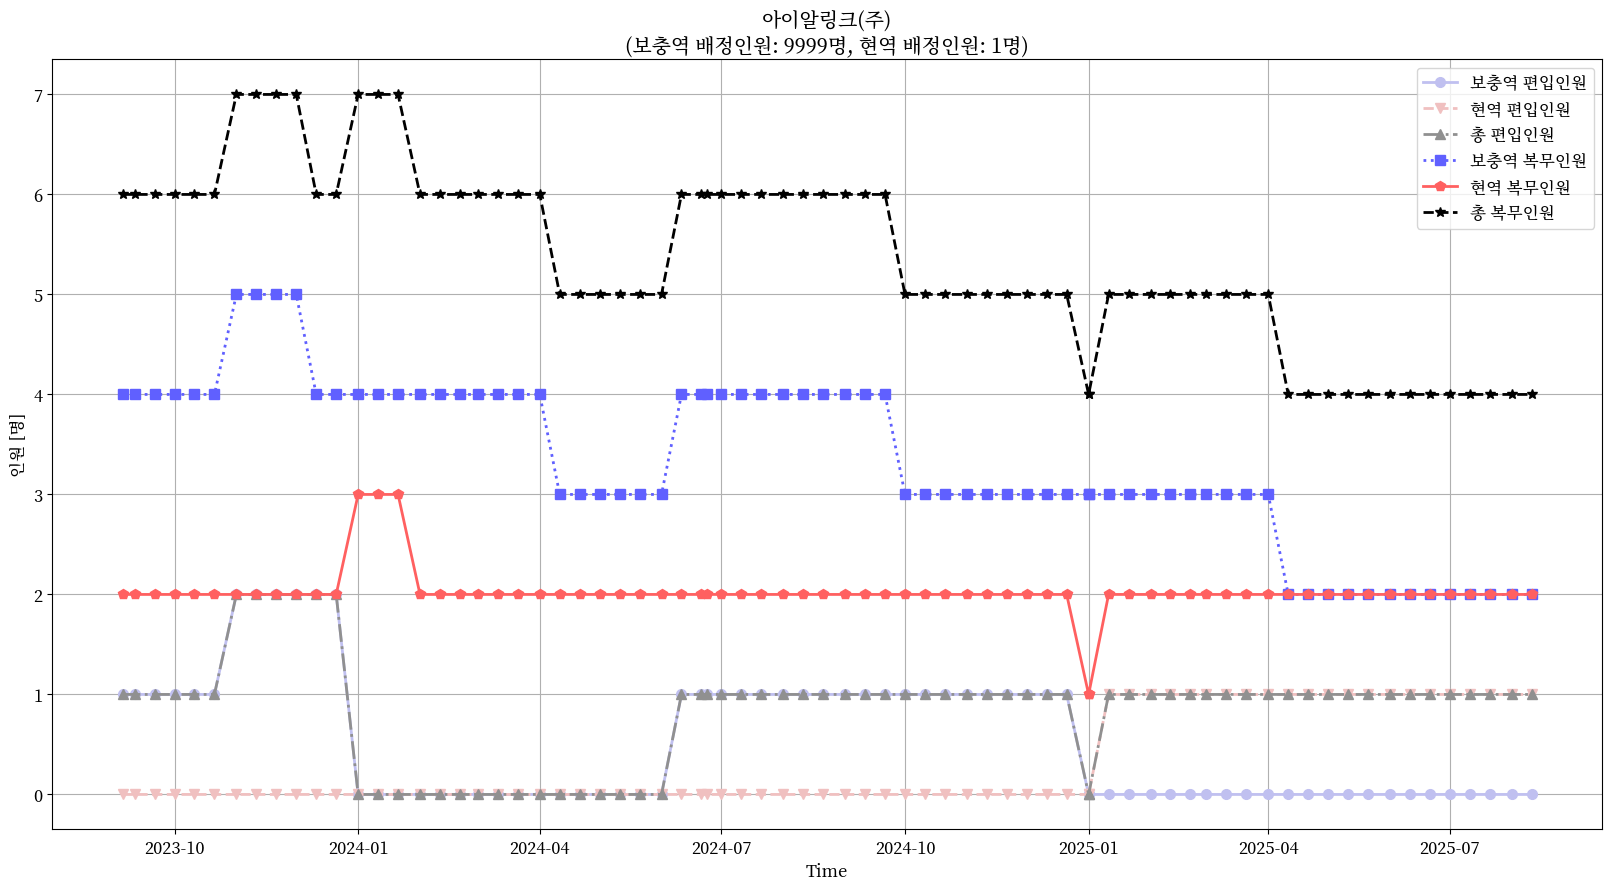 아이알링크(주)
(보충역 배정인원: 9999명, 현역 배정인원: 1명)
보충역 편입인원
현역 편입인원
총 편입인원
보충역 복무인원
현역 복무인원
총 복무인원
인원 [명]
7
6
5
4
3
2
1
0
2023-10
2024-01
2024-04
2024-07
2024-10
2025-01
2025-04
2025-07
Time